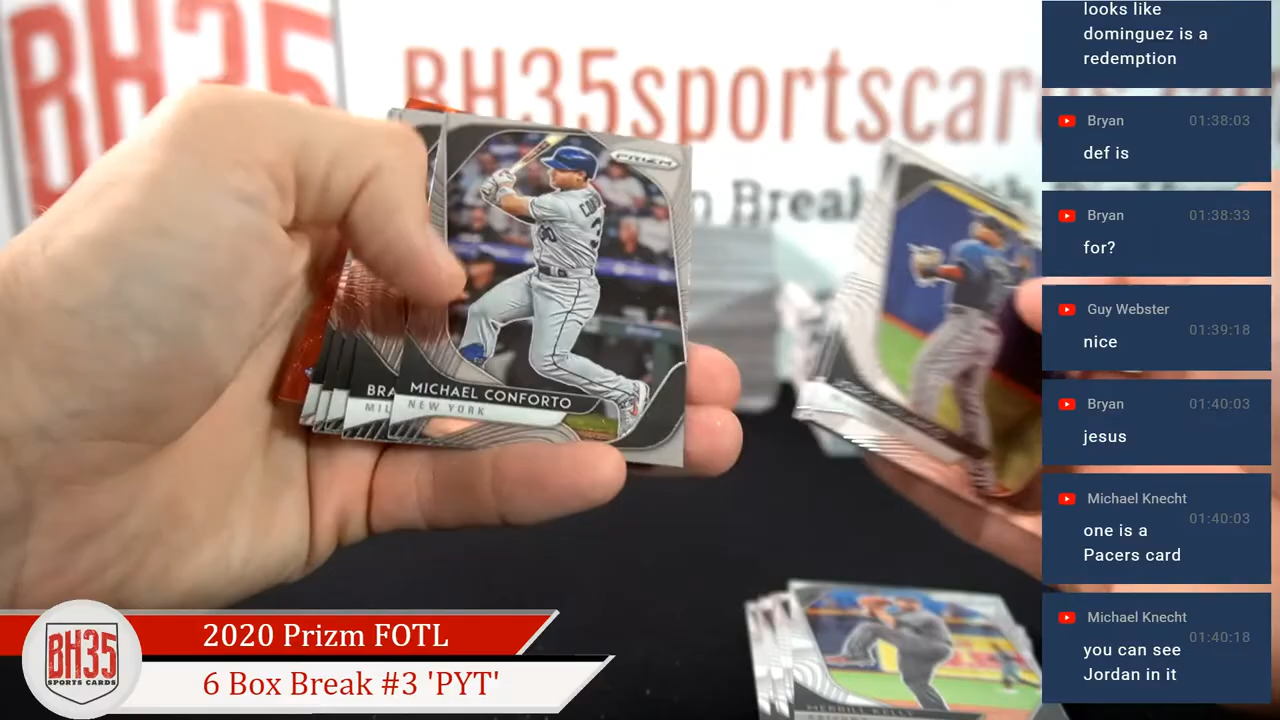 BH35
BH35sportscards
Break
PRIZM
BRA
MIL
MICHAEL CONFORTO
NEW YORK
MERRILL KELLY
BH35
SPORTS CARDS
2020 Prizm FOTL
6 Box Break #3 'PYT'
looks like
dominguez is a
redemption
Bryan 01:38:03
def is
Bryan 01:38:33
for?
Guy Webster 01:39:18
nice
Bryan 01:40:03
jesus
Michael Knecht 01:40:03
one is a
Pacers card
Michael Knecht 01:40:18
you can see
Jordan in it